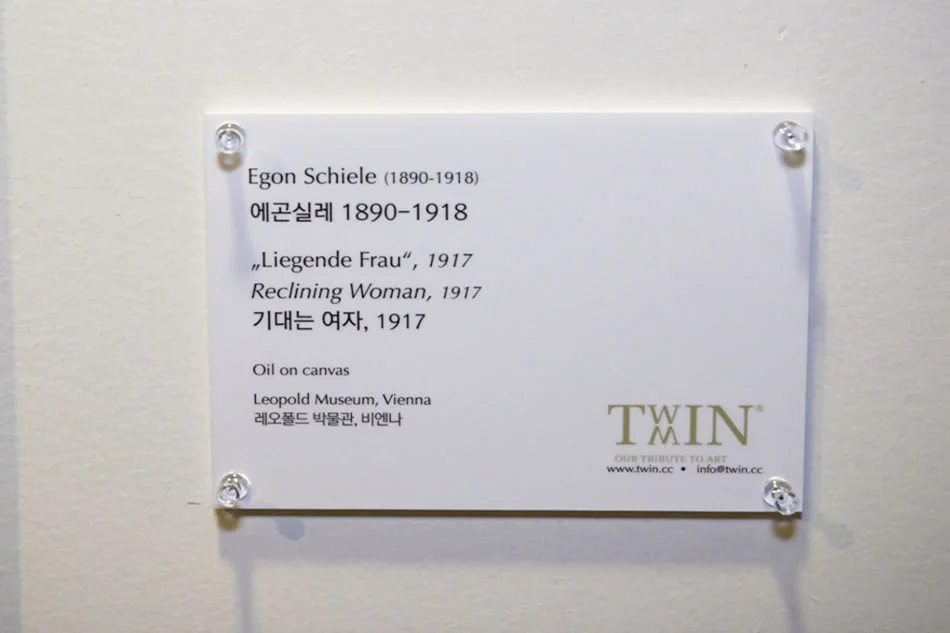 Egon Schiele (1890-1918)
에곤실레 1890-1918
„Liegende Frau“, 1917
Reclining Woman, 1917
기대는 여자, 1917
Oil on canvas
Leopold Museum, Vienna
레오폴드 박물관, 비엔나
TWIN®
OUR TRIBUTE TO ART
www.twin.cc • info@twin.cc